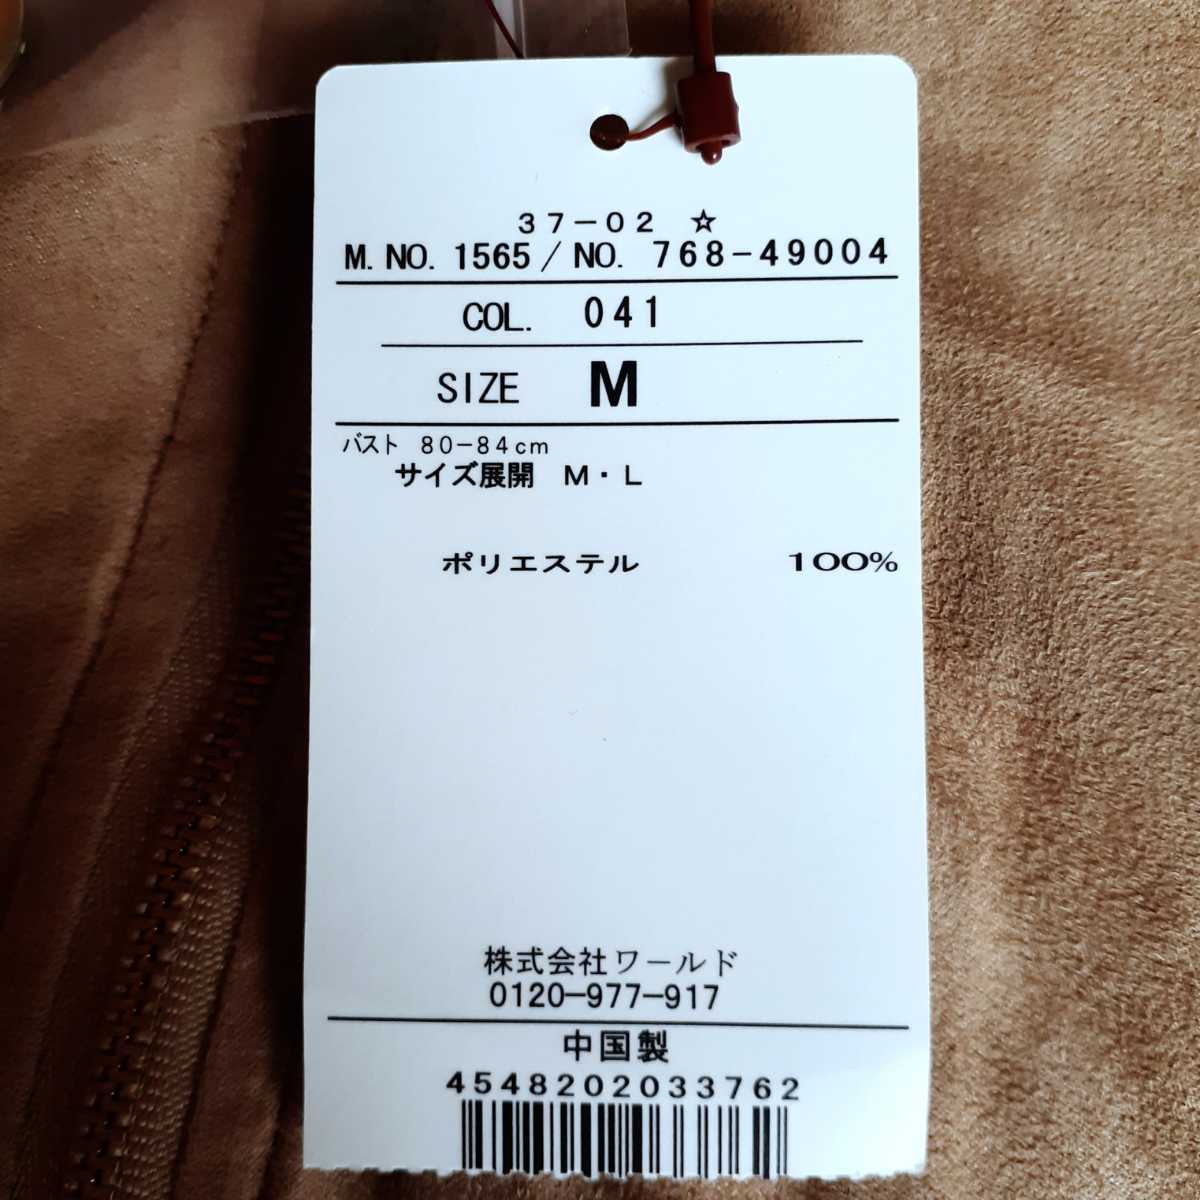 37-02 ☆
M.NO. 1565/NO. 768-49004
COL. 041
SIZE M
バスト 80-84cm
サイズ展開 M・L
ポリエステル 100%
株式会社ワールド
0120-977-917
中国製
4548202033762